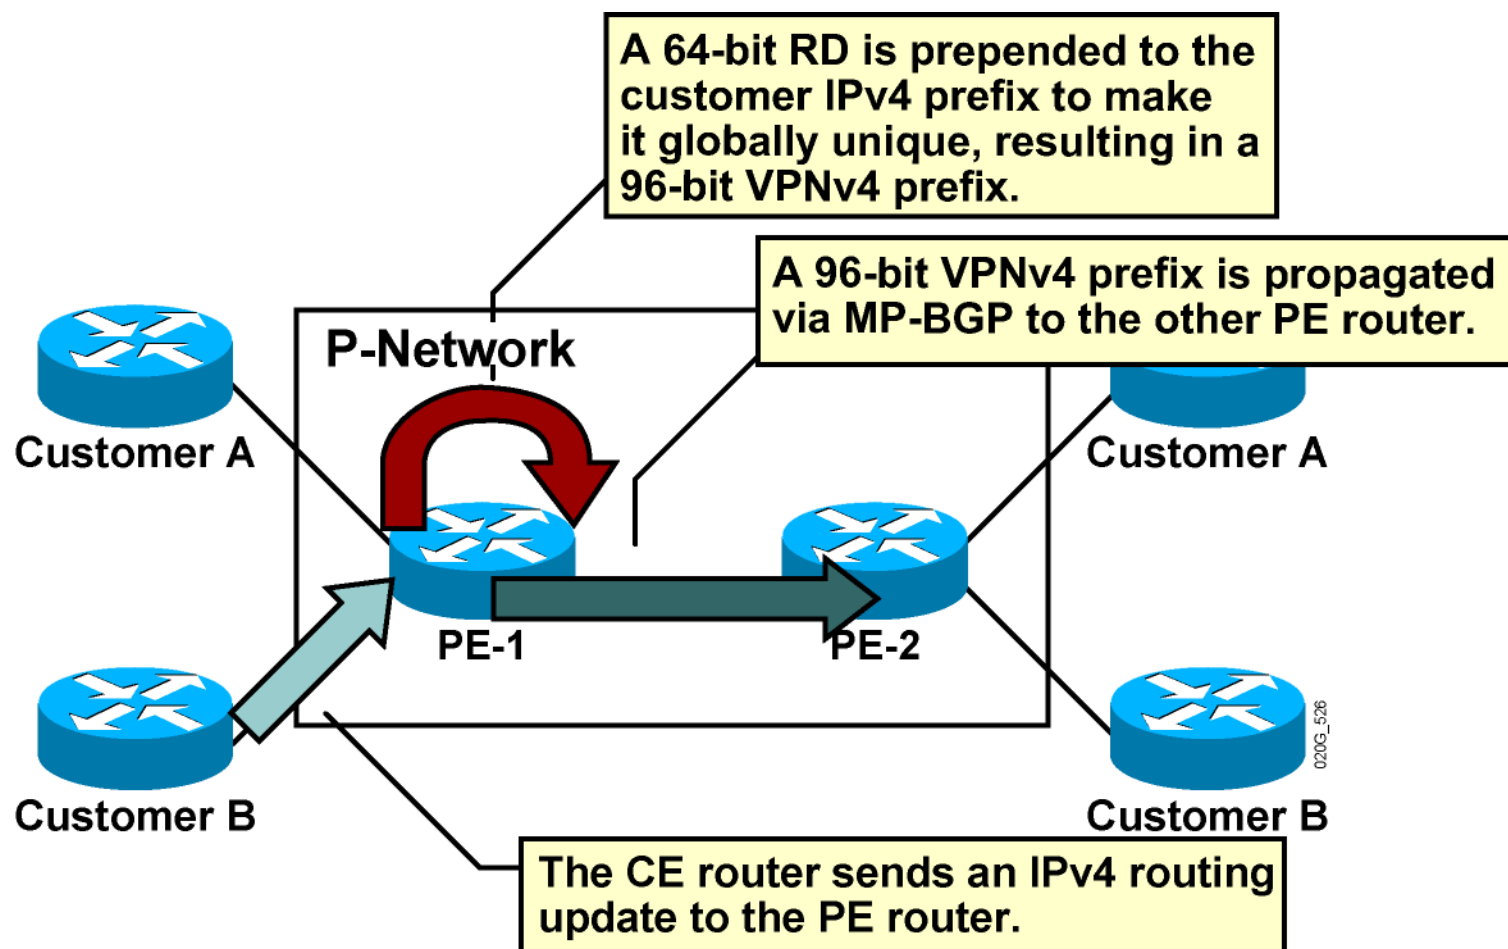 A 64-bit RD is prepended to the
customer IPv4 prefix to make
it globally unique, resulting in a
96-bit VPNv4 prefix.
A 96-bit VPNv4 prefix is propagated
via MP-BGP to the other PE router.
P-Network
Customer A
Customer A
PE-1
PE-2
020G_526
Customer B
Customer B
The CE router sends an IPv4 routing
update to the PE router.